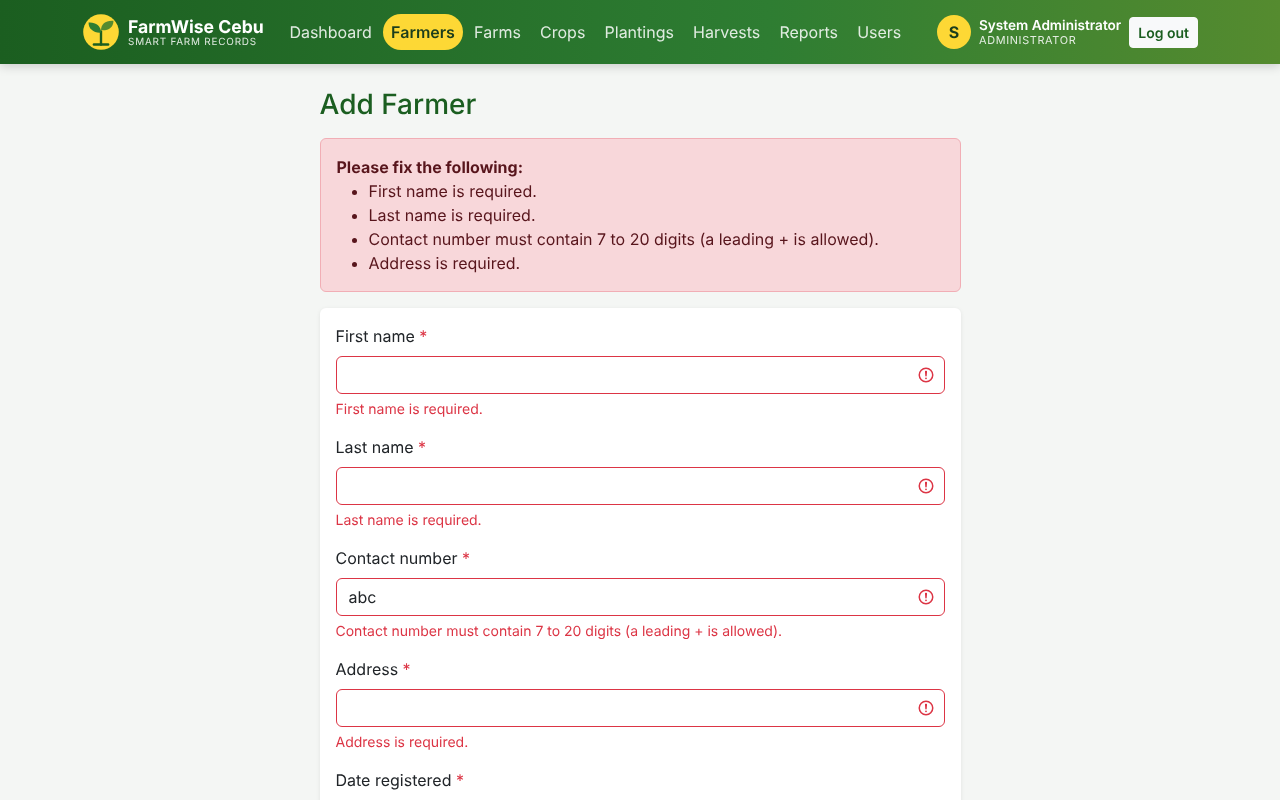 FarmWise Cebu
SMART FARM RECORDS
Dashboard
Farmers
Farms
Crops
Plantings
Harvests
Reports
Users
S
System Administrator
ADMINISTRATOR
Log out
Add Farmer
Please fix the following:
• First name is required.
• Last name is required.
• Contact number must contain 7 to 20 digits (a leading + is allowed).
• Address is required.
First name *
First name is required.
Last name *
Last name is required.
Contact number *
abc
Contact number must contain 7 to 20 digits (a leading + is allowed).
Address *
Address is required.
Date registered *